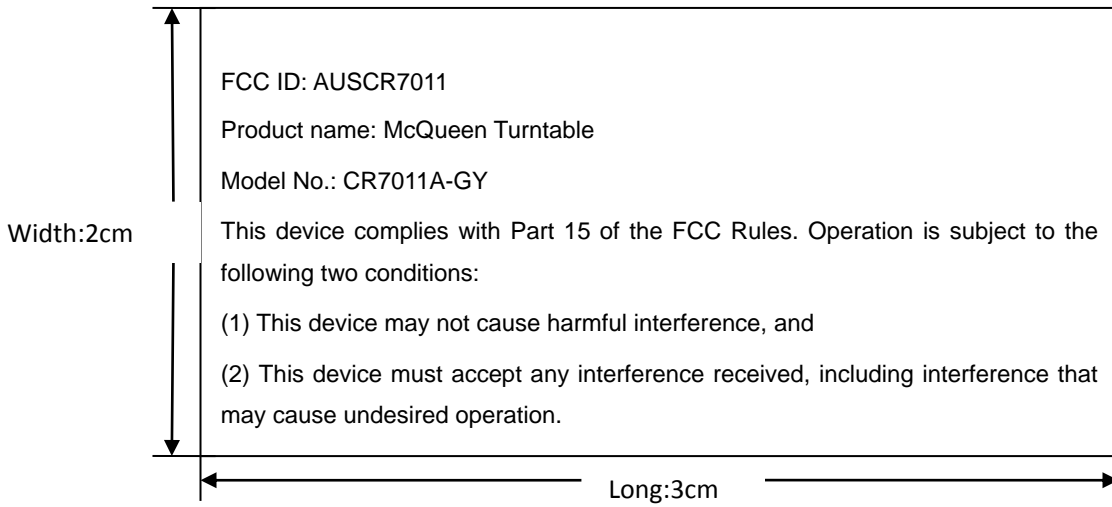 FCC ID: AUSCR7011
Product name: McQueen Turntable
Model No.: CR7011A-GY
Width:2cm
This device complies with Part 15 of the FCC Rules. Operation is subject to the
following two conditions:
(1) This device may not cause harmful interference, and
(2) This device must accept any interference received, including interference that
may cause undesired operation.
Long:3cm